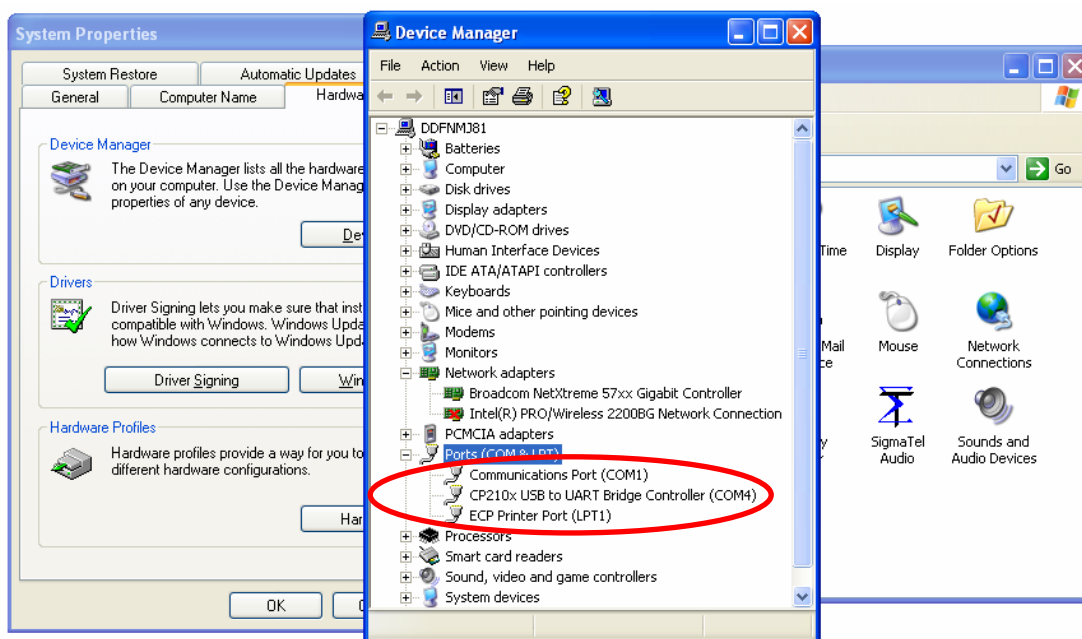 System Properties
System Restore
Automatic Updates
General
Computer Name
Device Manager
The Device Manager lists all the hardware
on your computer. Use the Device
properties of any device.
Drivers
Driver Signing lets you make sure that
compatible with Windows. Windows
how Windows connects to Windows
Driver Signing
Hardware Profiles
Hardware profiles provide a way for you to
different hardware configurations.
OK
Device Manager
File Action View Help
DDFNMJ81
Batteries
Computer
Disk drives
Display adapters
DVD/CD-ROM drives
Human Interface Devices
IDE ATA/ATAPI controllers
Keyboards
Mice and other pointing devices
Modems
Monitors
Network adapters
Broadcom NetXtreme 57xx Gigabit Controller
Intel(R) PRO/Wireless 2200BG Network Connection
PCMCIA adapters
Ports (COM & LPT)
Communications Port (COM1)
CP210x USB to UART Bridge Controller (COM4)
ECP Printer Port (LPT1)
Processors
Smart card readers
Sound, video and game controllers
System devices
Go
Time
Display
Folder Options
Mail
Mouse
Network
Connections
SigmaTel
Audio
Sounds and
Audio Devices